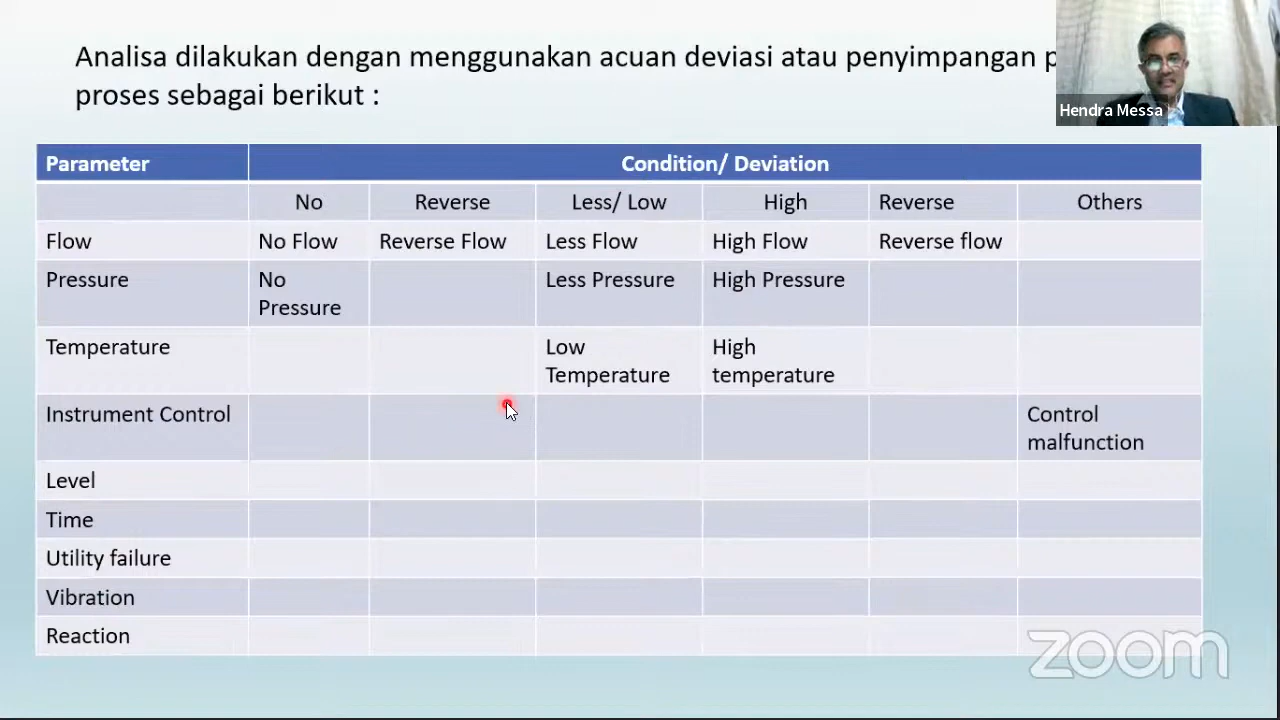 Analisa dilakukan dengan menggunakan acuan deviasi atau penyimpangan
proses sebagai berikut :
Hendra Messa
Parameter Condition/ Deviation
No Reverse Less/ Low High Reverse Others
Flow No Flow Reverse Flow Less Flow High Flow Reverse flow
Pressure No Less Pressure High Pressure
Pressure
Temperature Low High
Temperature temperature
Instrument Control Control
malfunction
Level
Time
Utility failure
Vibration
Reaction
zoom